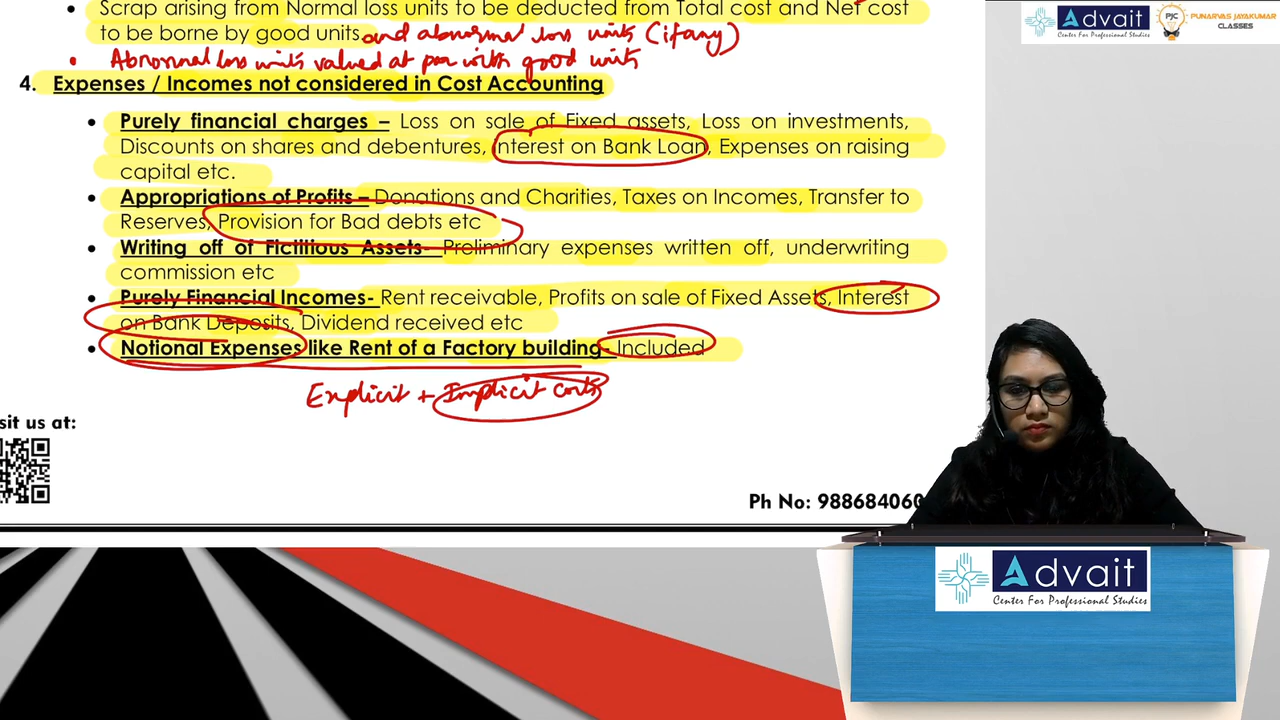 Scrap arising from Normal loss units to be deducted from Total cost and Net cost
to be borne by good units and abnormal loss units (if any)
• Abnormal loss units valued at par with good units
4. Expenses / Incomes not considered in Cost Accounting
• Purely financial charges – Loss on sale of Fixed assets, Loss on investments,
Discounts on shares and debentures, Interest on Bank Loan, Expenses on raising
capital etc.
• Appropriations of Profits – Donations and Charities, Taxes on Incomes, Transfer to
Reserves, Provision for Bad debts etc
• Writing off of Fictitious Assets- Preliminary expenses written off, underwriting
commission etc
• Purely Financial Incomes- Rent receivable, Profits on sale of Fixed Assets, Interest
on Bank Deposits, Dividend received etc
• Notional Expenses like Rent of a Factory building- Included
Explicit + Implicit costs
sit us at:
Ph No: 988684060
Advait
Center For Professional Studies
PJC
PUNARVAS JAYAKUMAR
CLASSES
Advait
Center For Professional Studies